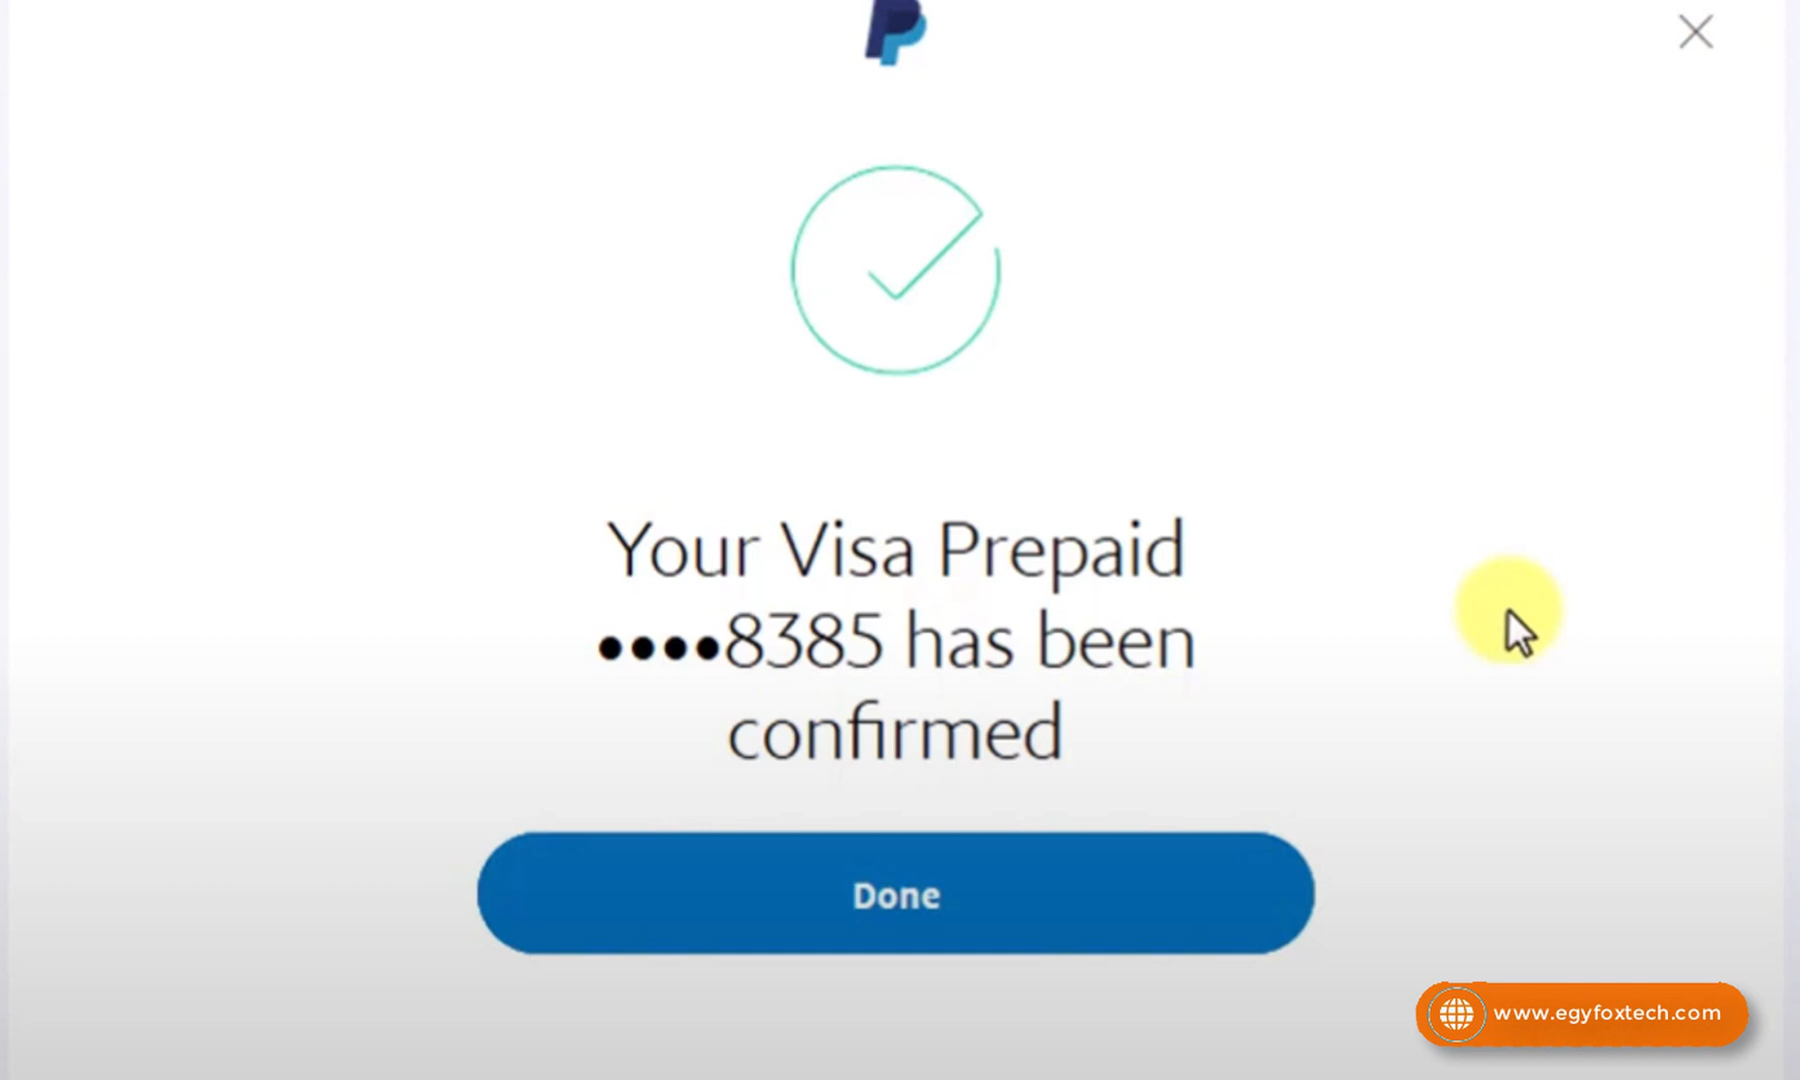 Your Visa Prepaid
••••8385 has been
confirmed
Done
www.egyfoxtech.com